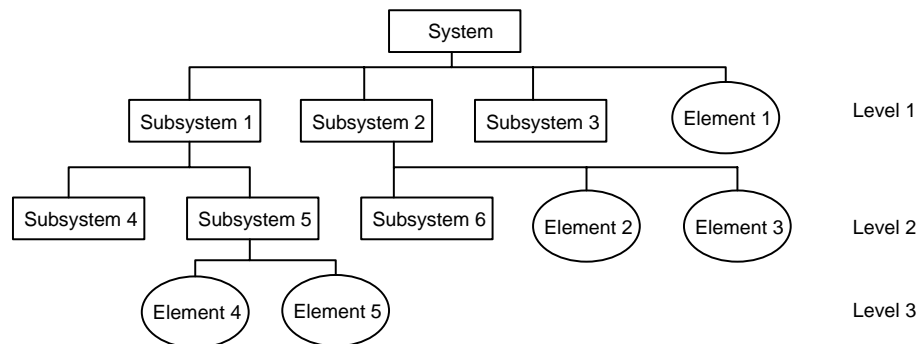 System
Subsystem 1
Subsystem 2
Subsystem 3
Element 1
Level 1
Subsystem 4
Subsystem 5
Subsystem 6
Element 2
Element 3
Level 2
Element 4
Element 5
Level 3